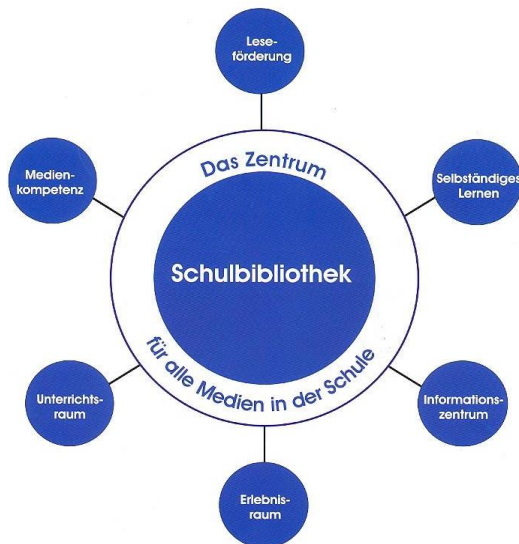 Lese-
förderung
Das Zentrum
Medien-
kompetenz
Selbständiges
Lernen
Schulbibliothek
für alle Medien in der Schule
Unterrichts-
raum
Informations-
zentrum
Erlebnis-
raum